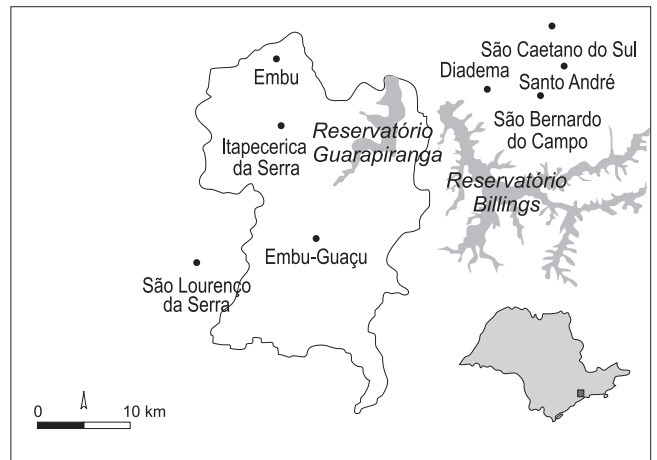 São Caetano do Sul
Diadema
Santo André
Embu
São Bernardo
do Campo
Itapecerica
da Serra
Reservatório
Guarapiranga
Reservatório
Billings
Embu-Guaçu
São Lourenço
da Serra
0 10 km